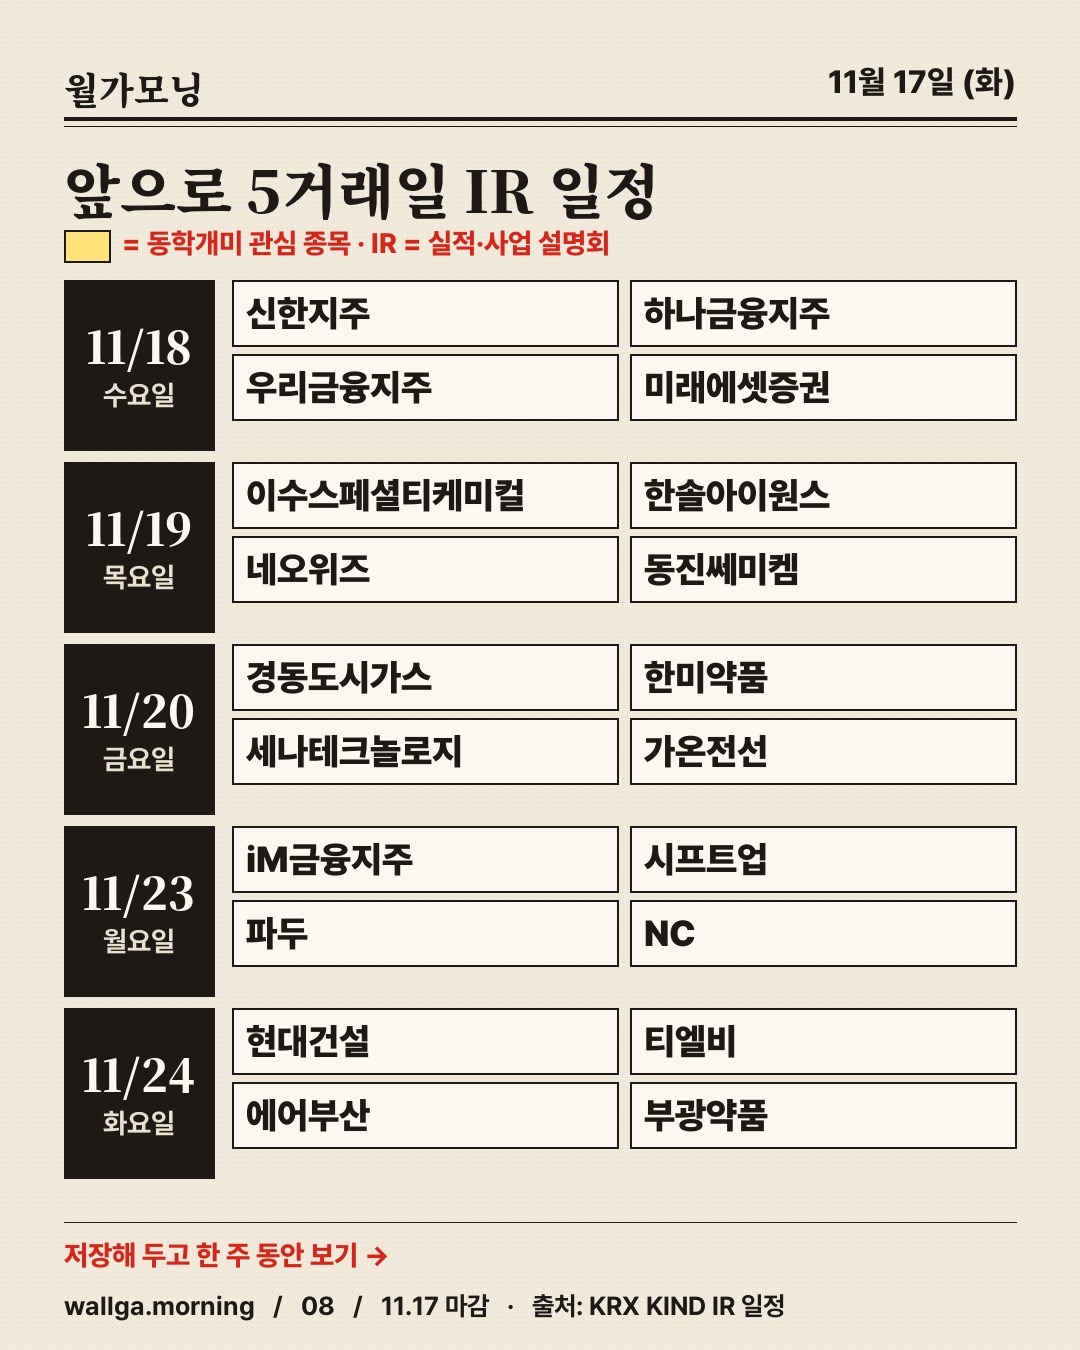 월가모닝
11월 17일 (화)
앞으로 5거래일 IR 일정
= 동학개미 관심 종목 · IR = 실적·사업 설명회
11/18
수요일
신한지주
하나금융지주
우리금융지주
미래에셋증권
11/19
목요일
이수스페셜티케미컬
한솔아이원스
네오위즈
동진쎄미켐
11/20
금요일
경동도시가스
한미약품
세나테크놀로지
가온전선
11/23
월요일
iM금융지주
시프트업
파두
NC
11/24
화요일
현대건설
티엘비
에어부산
부광약품
저장해 두고 한 주 동안 보기 →
wallga.morning / 08 / 11.17 마감 · 출처: KRX KIND IR 일정